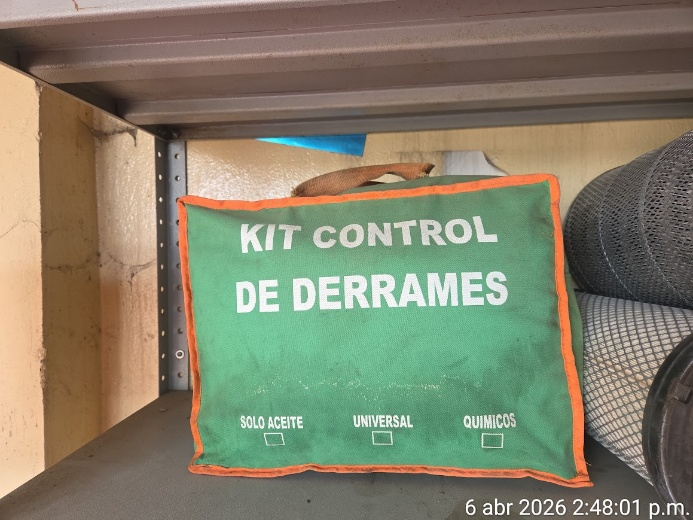 KIT CONTROL
DE DERRAMES
SOLO ACEITE UNIVERSAL QUIMICOS
6 abr 2026 2:48:01 p.m.